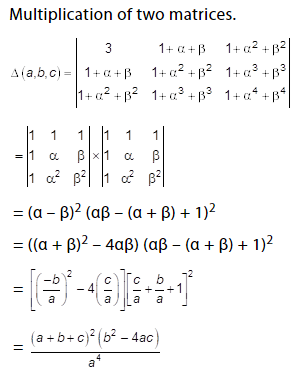 Multiplication of two matrices.
Δ(a,b,c) = | 3 1+α+β 1+α²+β² |
| 1+α+β 1+α²+β² 1+α³+β³ |
| 1+α²+β² 1+α³+β³ 1+α⁴+β⁴ |
= | 1 1 1 | × | 1 1 1 |
| 1 α β | | 1 α β |
| 1 α² β² | | 1 α² β² |
= (α – β)² (αβ – (α + β) + 1)²
= ((α + β)² – 4αβ) (αβ – (α + β) + 1)²
= [(-b/a)² - 4(c/a)][c/a + b/a + 1]²
= (a+b+c)² (b² – 4ac) / a⁴